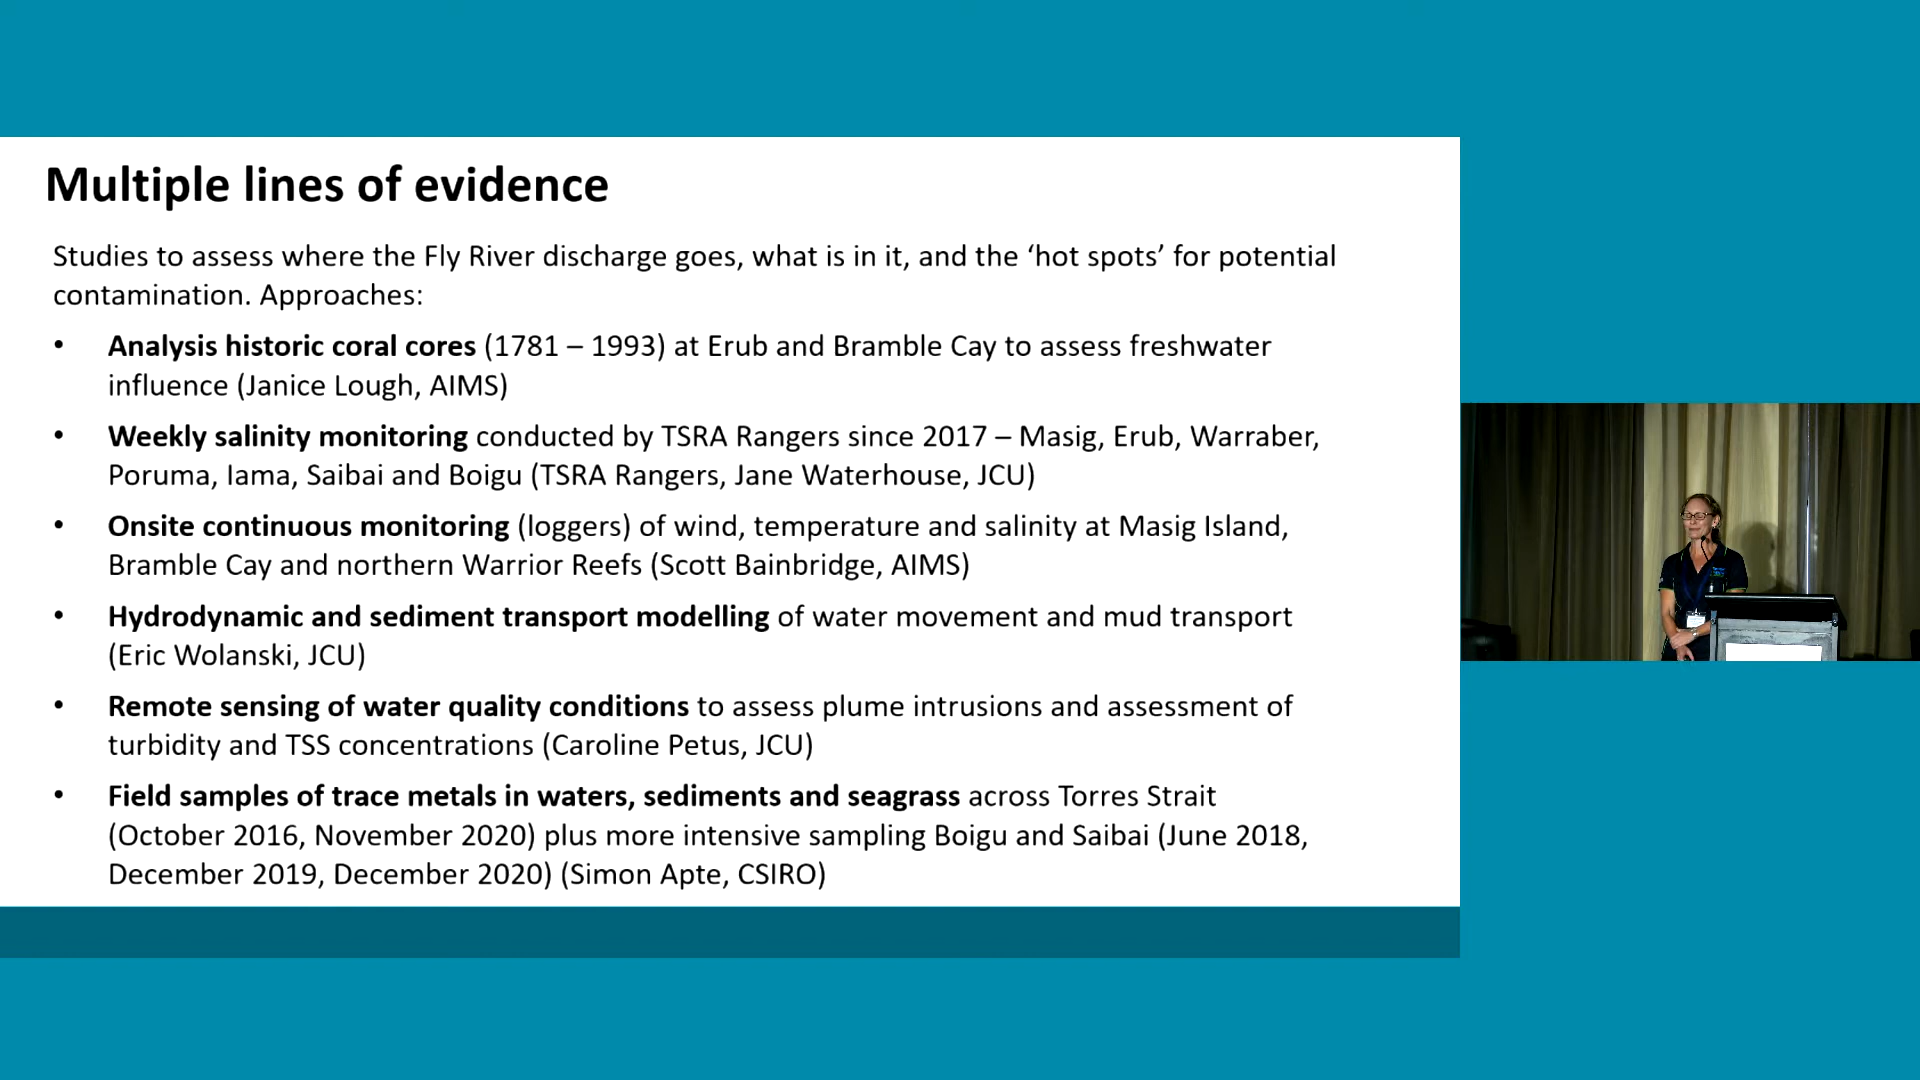 Multiple lines of evidence
Studies to assess where the Fly River discharge goes, what is in it, and the ‘hot spots’ for potential
contamination. Approaches:
• Analysis historic coral cores (1781 – 1993) at Erub and Bramble Cay to assess freshwater
influence (Janice Lough, AIMS)
• Weekly salinity monitoring conducted by TSRA Rangers since 2017 – Masig, Erub, Warraber,
Poruma, Iama, Saibai and Boigu (TSRA Rangers, Jane Waterhouse, JCU)
• Onsite continuous monitoring (loggers) of wind, temperature and salinity at Masig Island,
Bramble Cay and northern Warrior Reefs (Scott Bainbridge, AIMS)
• Hydrodynamic and sediment transport modelling of water movement and mud transport
(Eric Wolanski, JCU)
• Remote sensing of water quality conditions to assess plume intrusions and assessment of
turbidity and TSS concentrations (Caroline Petus, JCU)
• Field samples of trace metals in waters, sediments and seagrass across Torres Strait
(October 2016, November 2020) plus more intensive sampling Boigu and Saibai (June 2018,
December 2019, December 2020) (Simon Apte, CSIRO)